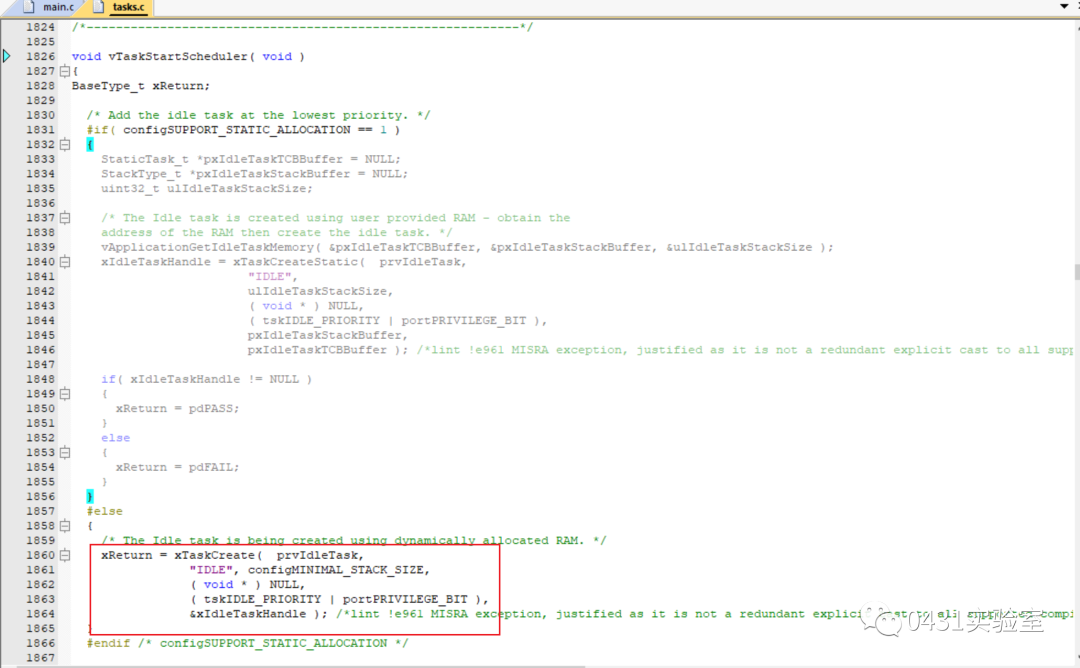 main.c tasks.c
1824 /*-----------------------------------------------------------*/
1825
1826 void vTaskStartScheduler( void )
1827 {
1828 BaseType_t xReturn;
1829
1830 /* Add the idle task at the lowest priority. */
1831 #if( configSUPPORT_STATIC_ALLOCATION == 1 )
1832 {
1833 StaticTask_t *pxIdleTaskTCBBuffer = NULL;
1834 StackType_t *pxIdleTaskStackBuffer = NULL;
1835 uint32_t ulIdleTaskStackSize;
1836
1837 /* The Idle task is created using user provided RAM - obtain the
1838 address of the RAM then create the idle task. */
1839 vApplicationGetIdleTaskMemory( &pxIdleTaskTCBBuffer, &pxIdleTaskStackBuffer, &ulIdleTaskStackSize );
1840 xIdleTaskHandle = xTaskCreateStatic( prvIdleTask,
1841 "IDLE",
1842 ulIdleTaskStackSize,
1843 ( void * ) NULL,
1844 ( tskIDLE_PRIORITY | portPRIVILEGE_BIT ),
1845 pxIdleTaskStackBuffer,
1846 pxIdleTaskTCBBuffer ); /*lint !e961 MISRA exception, justified as it is not a redundant explicit cast to all supp
1847
1848 if( xIdleTaskHandle != NULL )
1849 {
1850 xReturn = pdPASS;
1851 }
1852 else
1853 {
1854 xReturn = pdFAIL;
1855 }
1856 }
1857 #else
1858 {
1859 /* The Idle task is being created using dynamically allocated RAM. */
1860 xReturn = xTaskCreate( prvIdleTask,
1861 "IDLE", configMINIMAL_STACK_SIZE,
1862 ( void * ) NULL,
1863 ( tskIDLE_PRIORITY | portPRIVILEGE_BIT ),
1864 &xIdleTaskHandle ); /*lint !e961 MISRA exception, justified as it is not a redundant explicit cast to all supported compi
1865
1866 #endif /* configSUPPORT_STATIC_ALLOCATION */
1867
0431实验室